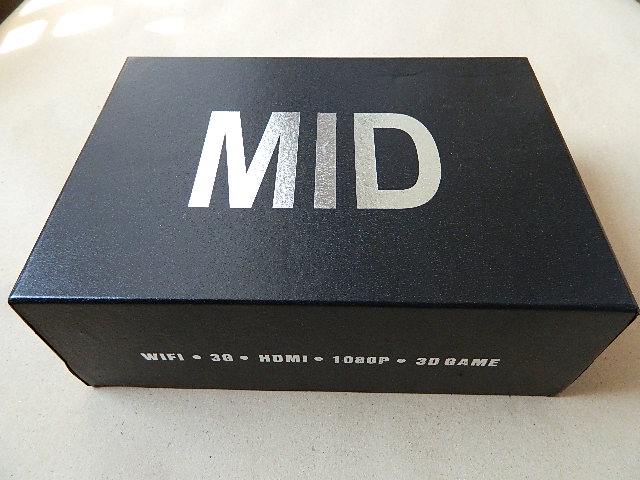 MID
WIFI • 3G • HDMI • 1080P • 3D GAME